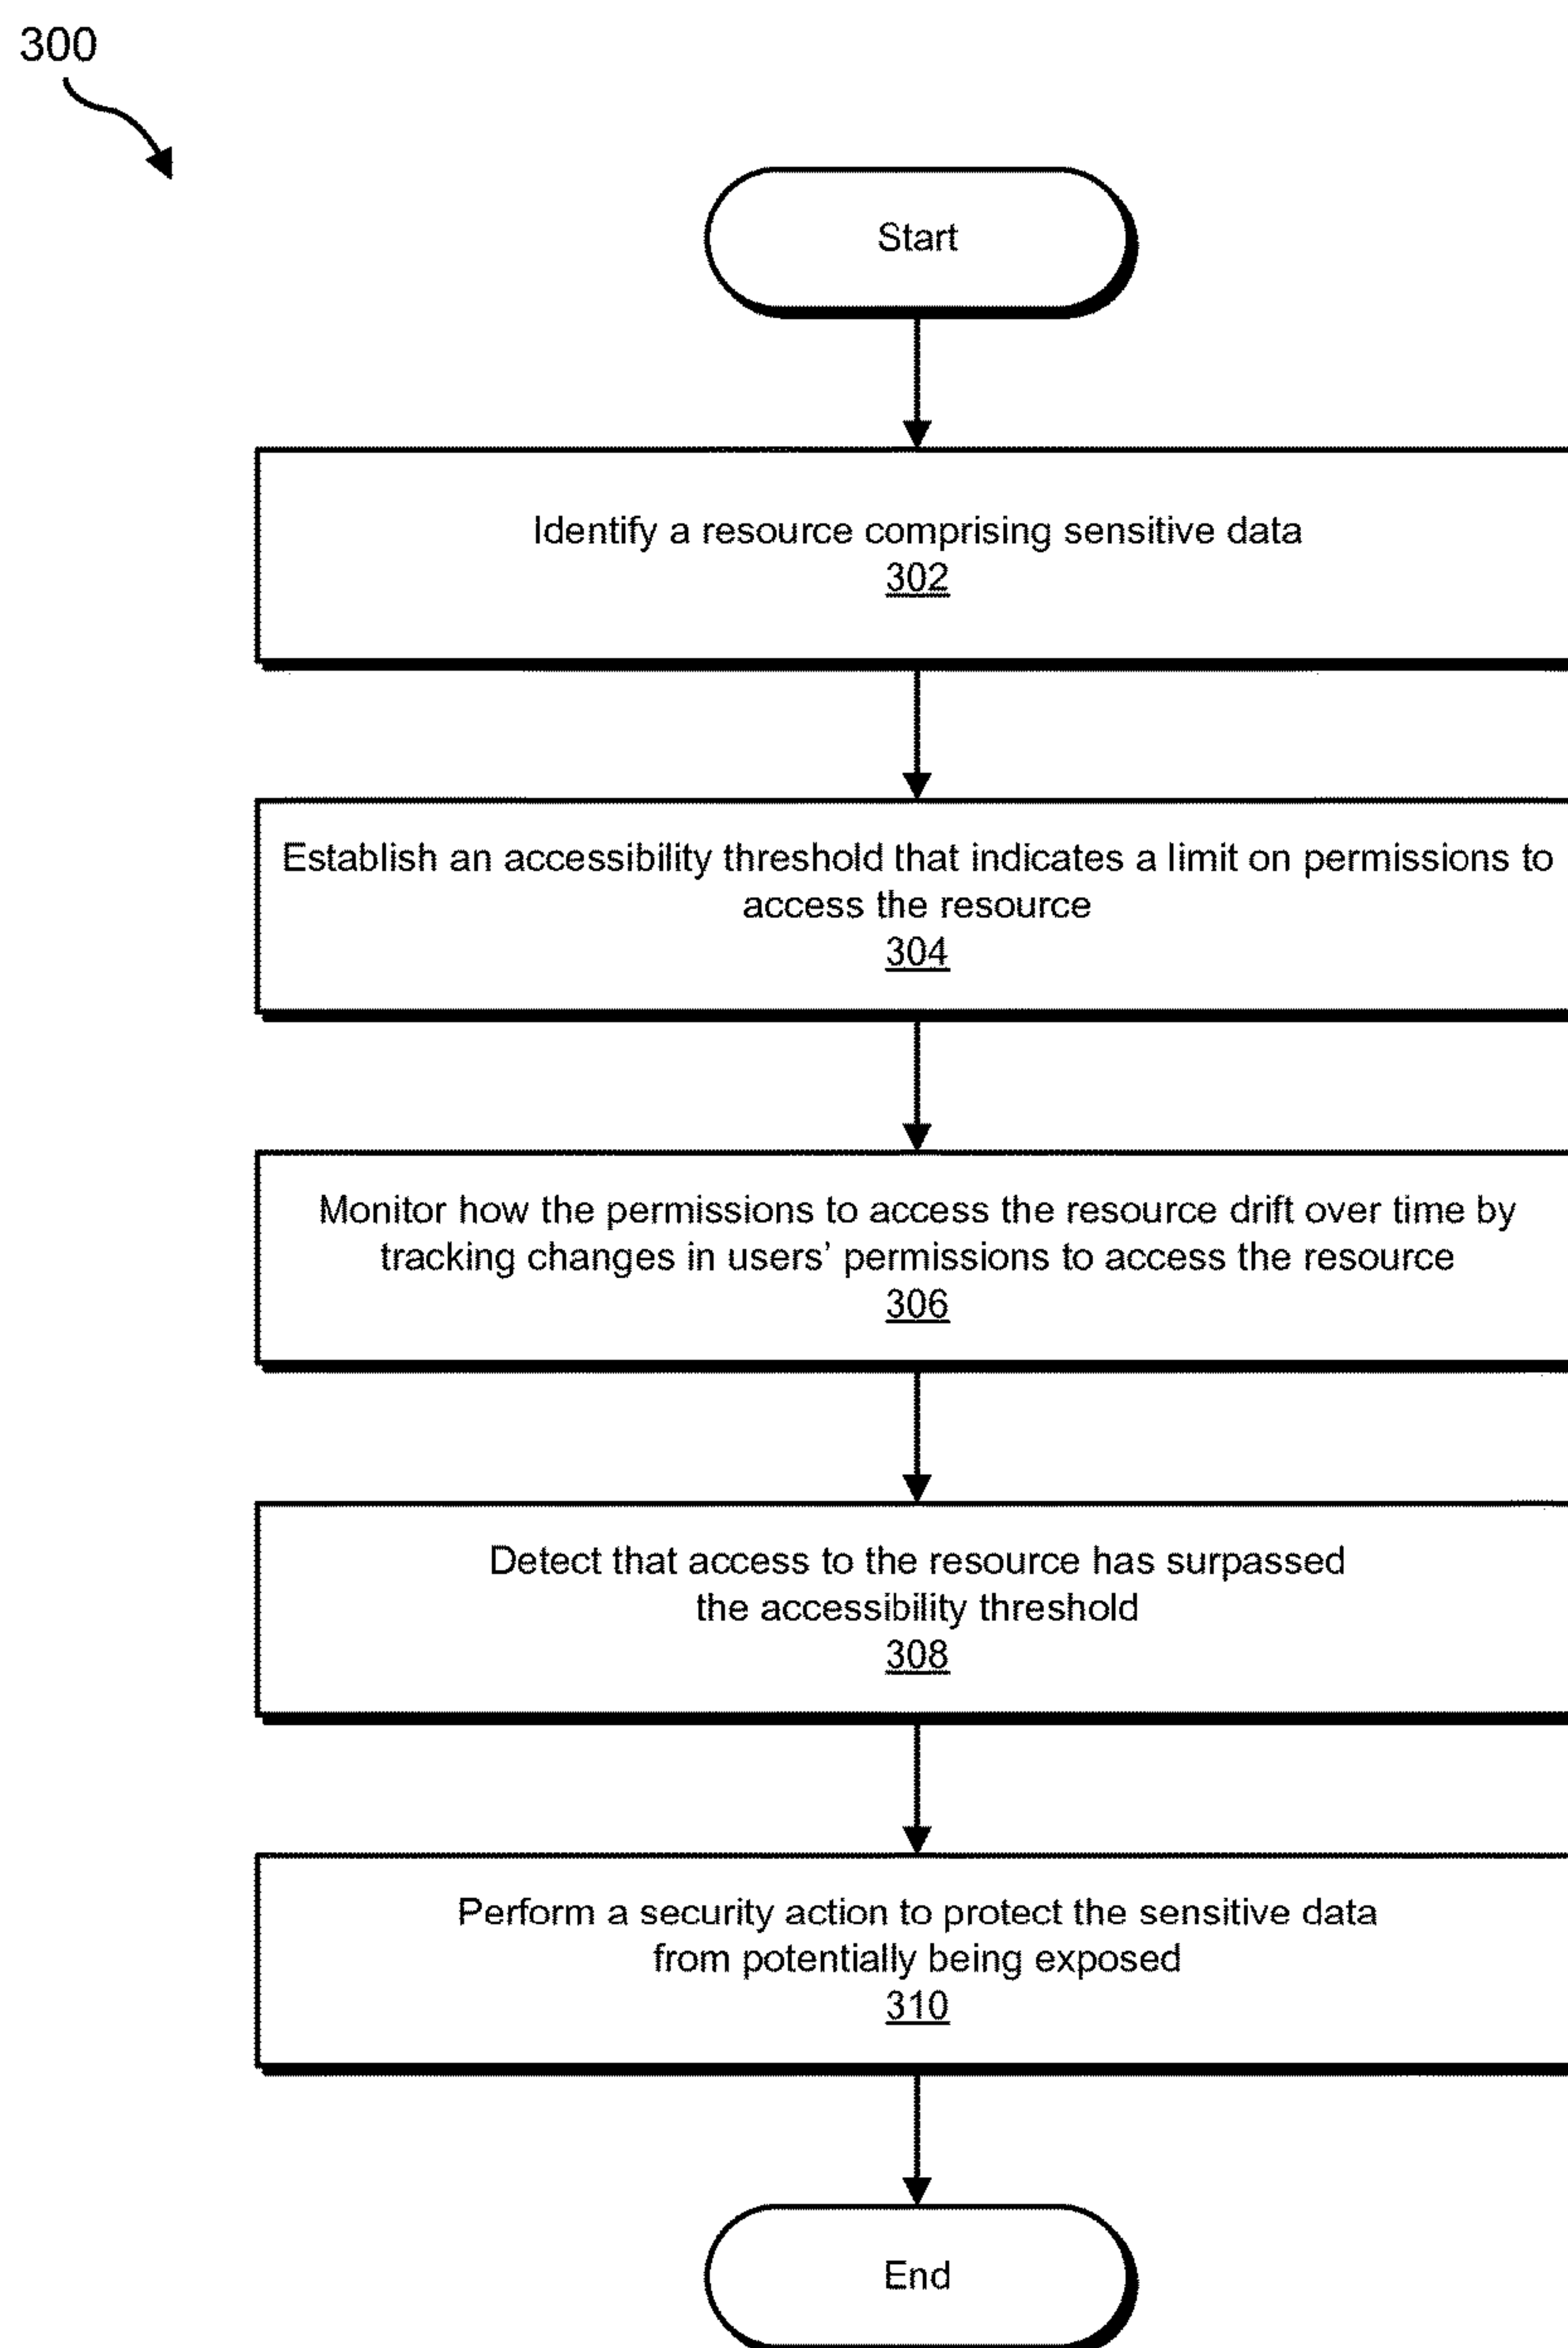 300
Start
Identify a resource comprising sensitive data
302
Establish an accessibility threshold that indicates a limit on permissions to
access the resource
304
Monitor how the permissions to access the resource drift over time by
tracking changes in users’ permissions to access the resource
306
Detect that access to the resource has surpassed
the accessibility threshold
308
Perform a security action to protect the sensitive data
from potentially being exposed
310
End